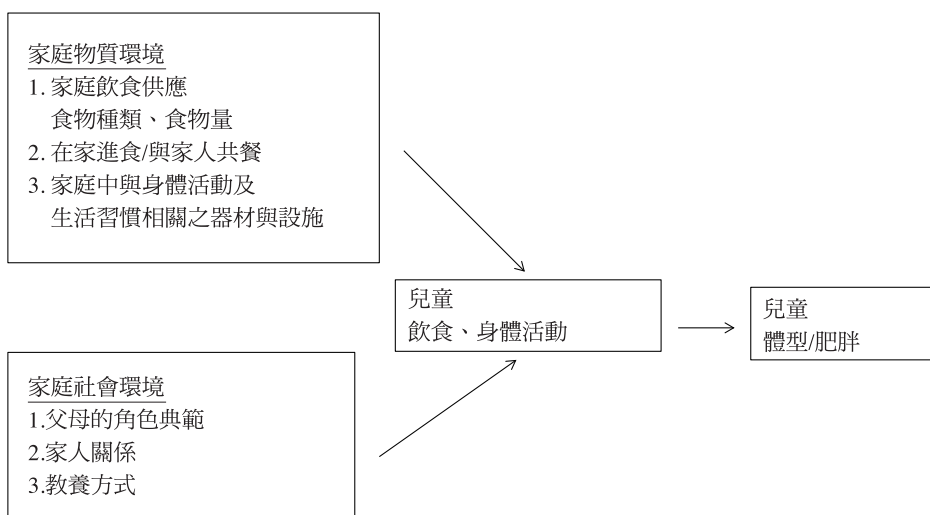 家庭物質環境
1. 家庭飲食供應
食物種類、食物量
2. 在家進食/與家人共餐
3. 家庭中與身體活動及
生活習慣相關之器材與設施
兒童
飲食、身體活動
兒童
體型/肥胖
家庭社會環境
1.父母的角色典範
2.家人關係
3.教養方式